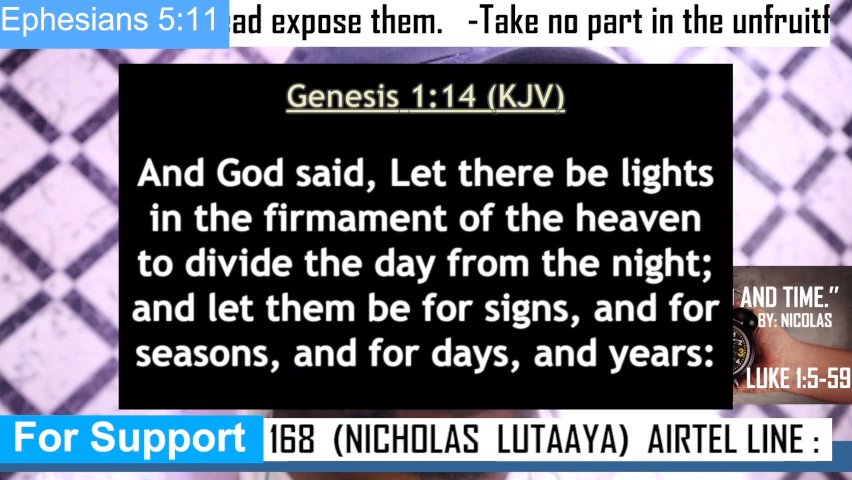 Ephesians 5:11
ead expose them. -Take no part in the unfruitf
Genesis 1:14 (KJV)
And God said, Let there be lights
in the firmament of the heaven
to divide the day from the night;
and let them be for signs, and for
seasons, and for days, and years:
AND TIME.”
BY: NICOLAS
LUKE 1:5-59
For Support
168 (NICHOLAS LUTAAYA) AIRTEL LINE :